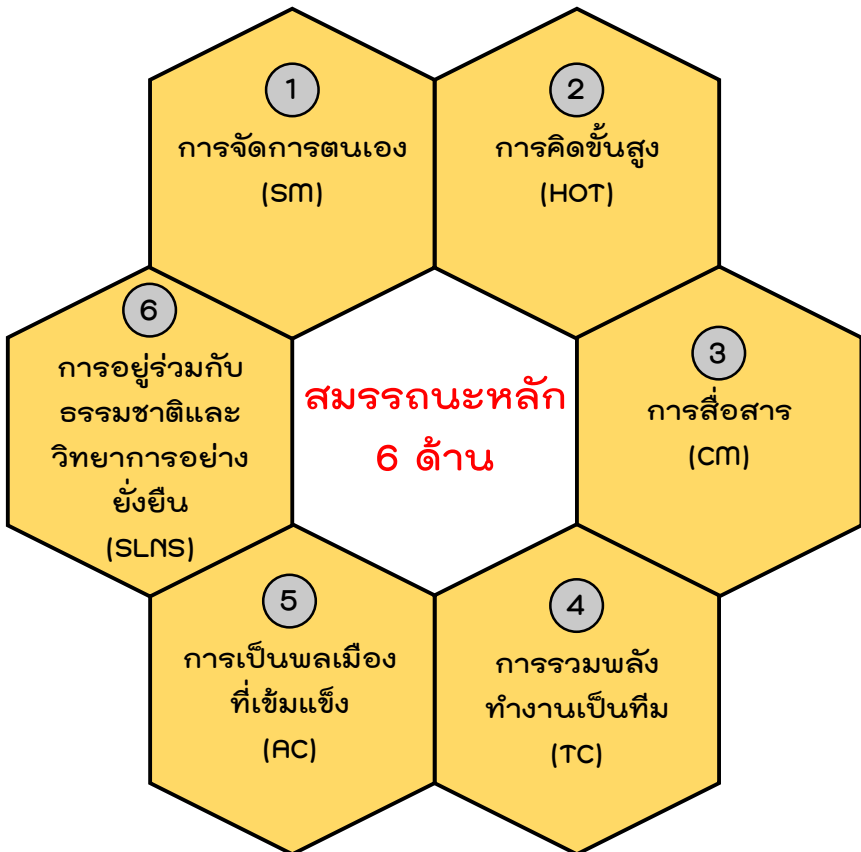 1
การจัดการตนเอง
(SM)
2
การคิดขั้นสูง
(HOT)
3
การสื่อสาร
(CM)
4
การรวมพลัง
ทำงานเป็นทีม
(TC)
5
การเป็นพลเมือง
ที่เข้มแข็ง
(AC)
6
การอยู่ร่วมกับ
ธรรมชาติและ
วิทยาการอย่าง
ยั่งยืน
(SLNS)
สมรรถนะหลัก
6 ด้าน